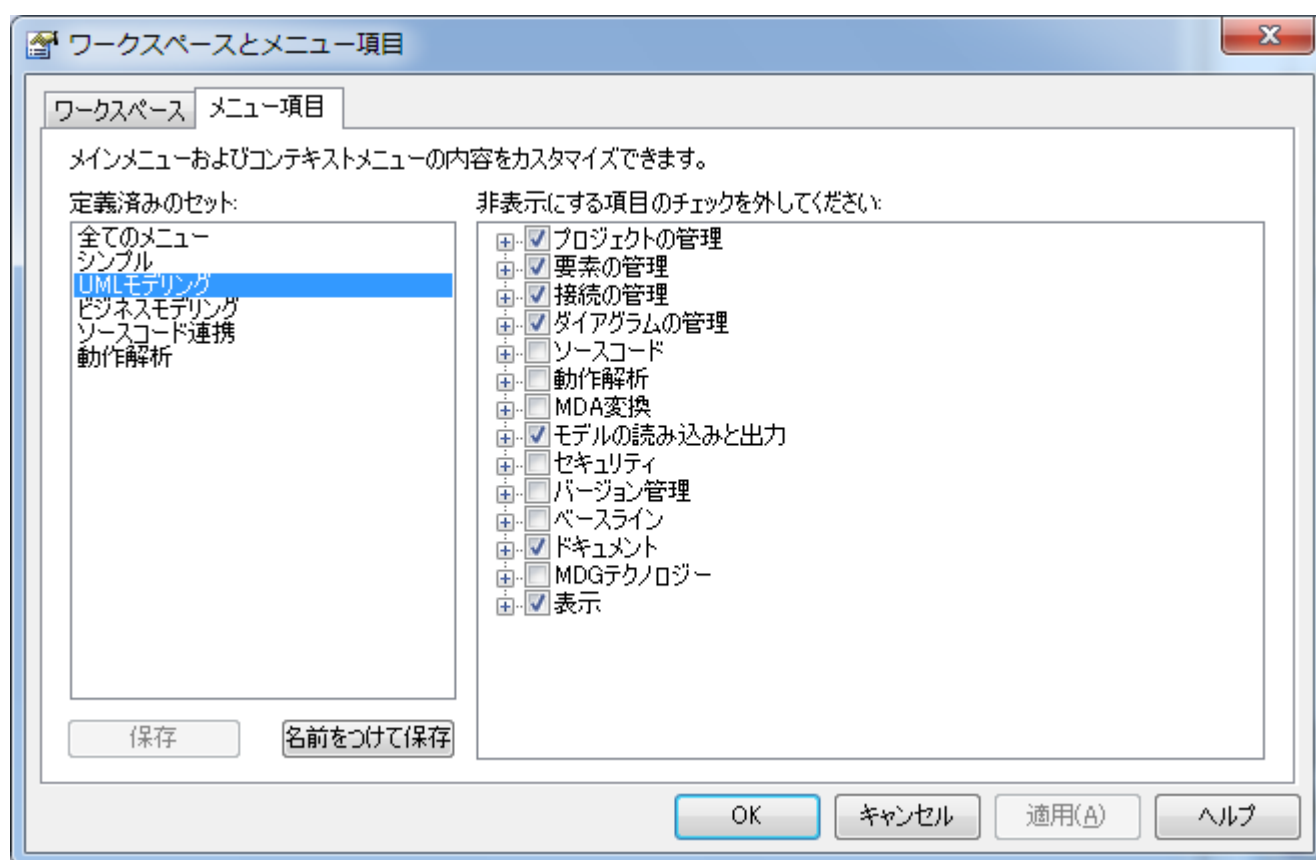 ワークスペースとメニュー項目
ワークスペース
メニュー項目
メインメニューおよびコンテキストメニューの内容をカスタマイズできます。
定義済みのセット:
全てのメニュー
シンプル
UMLモデリング
ビジネスモデリング
ソースコード連携
動作解析
保存
名前をつけて保存
非表示にする項目のチェックを外してください:
プロジェクトの管理
要素の管理
接続の管理
ダイアグラムの管理
ソースコード
動作解析
MDA変換
モデルの読み込みと出力
セキュリティ
バージョン管理
ベースライン
ドキュメント
MDGテクノロジー
表示
OK
キャンセル
適用(A)
ヘルプ